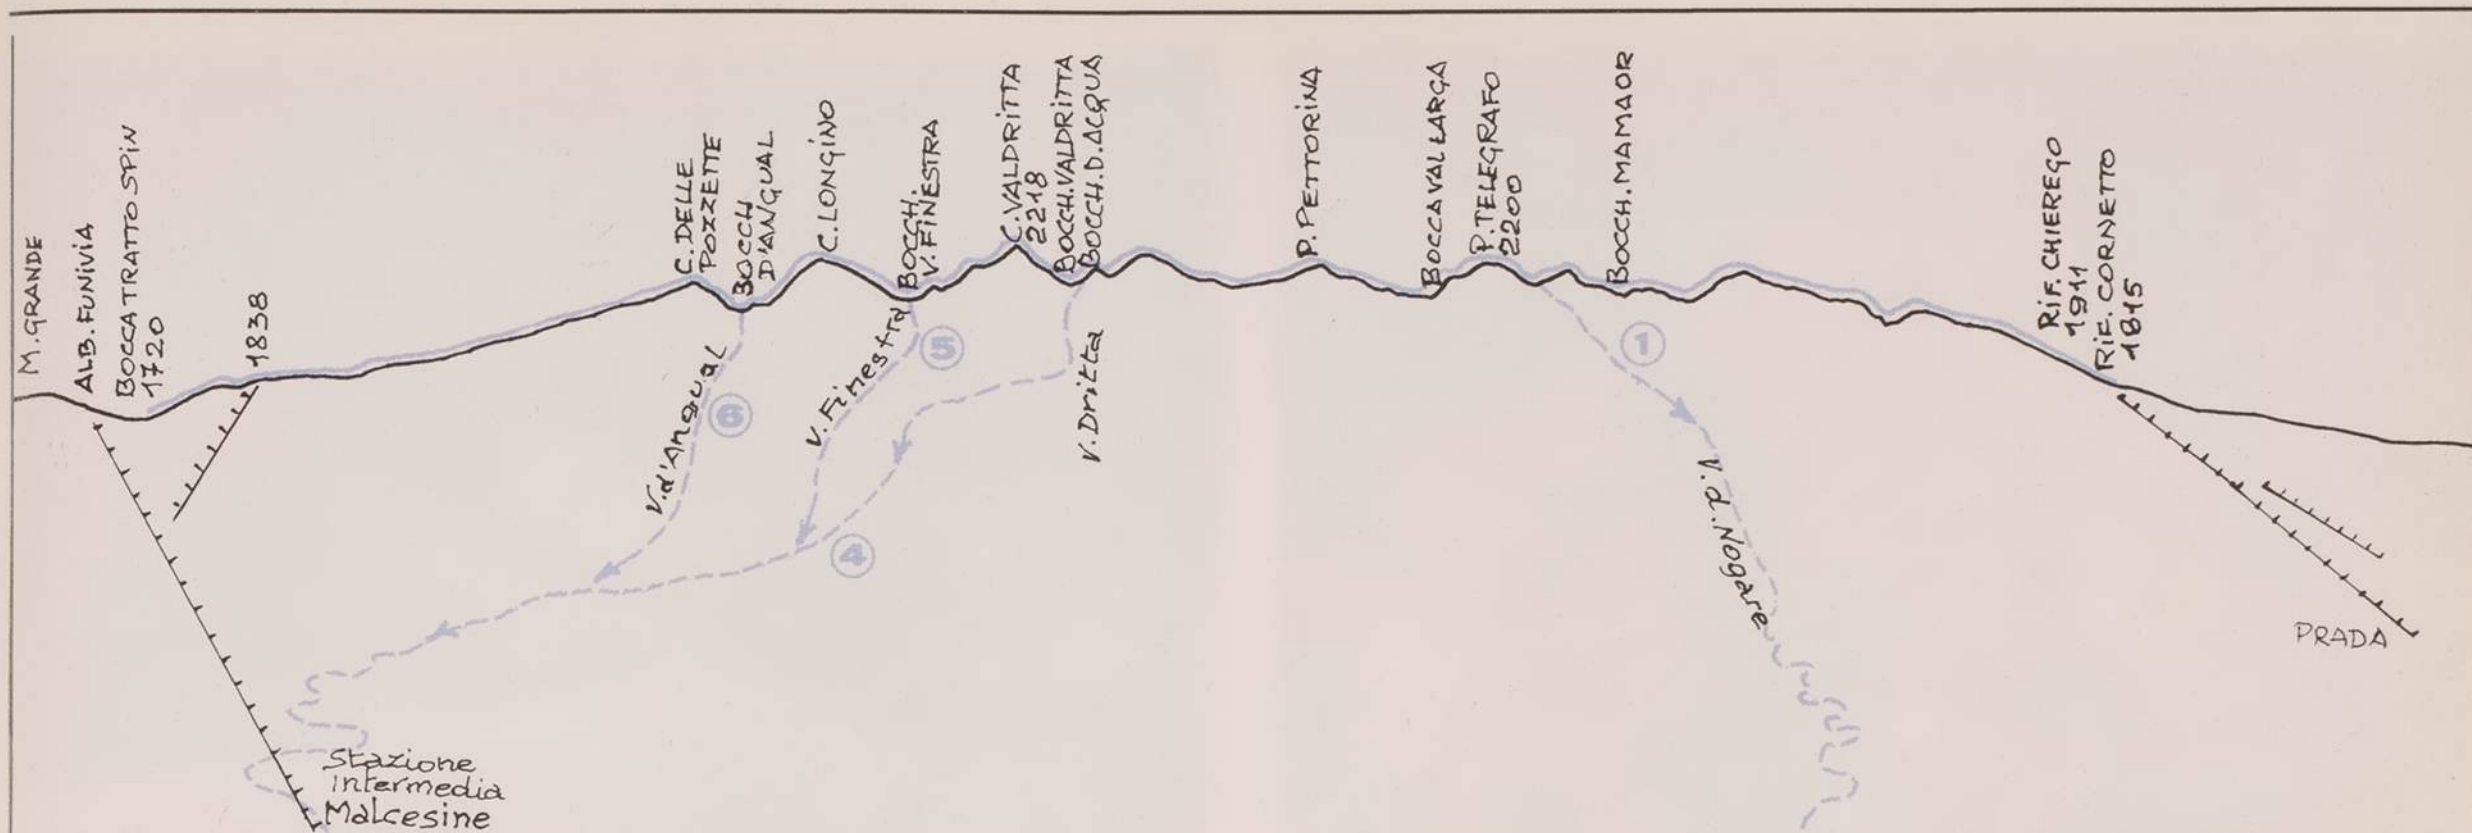 M. GRANDE
ALB. FUNIVIA
BOCCA TRATTO SPIN
1720
1838
C. DELLE
POZZETTE
BOCCH
D'ANGUAL
C. LONGINO
BOCCH.
V. FINESTRA
C. VALDRITTA
2218
BOCCH. VALDRITTA
BOCCH. D. ACQUA
P. PETTORINA
BOCCA VAL LARGA
P. TELEGRAFO
2200
BOCCH. MAMAOR
RIF. CHIEREGO
1911
RIF. CORNETTO
1815
V. d'Angual
6
V. Finestra
5
V. Dritta
4
1
V. d. Nogare
PRADA
Stazione
Intermedia
Malcesine